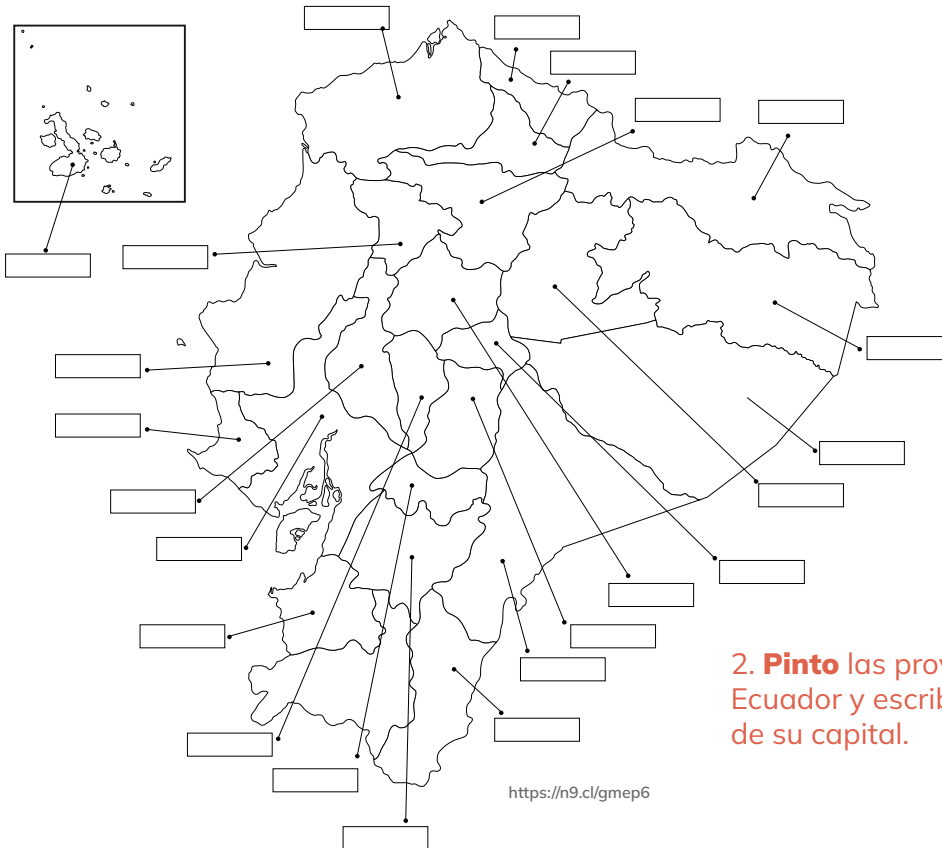 2. Pinto las prov
Ecuador y escrib
de su capital.
https://n9.cl/gmep6